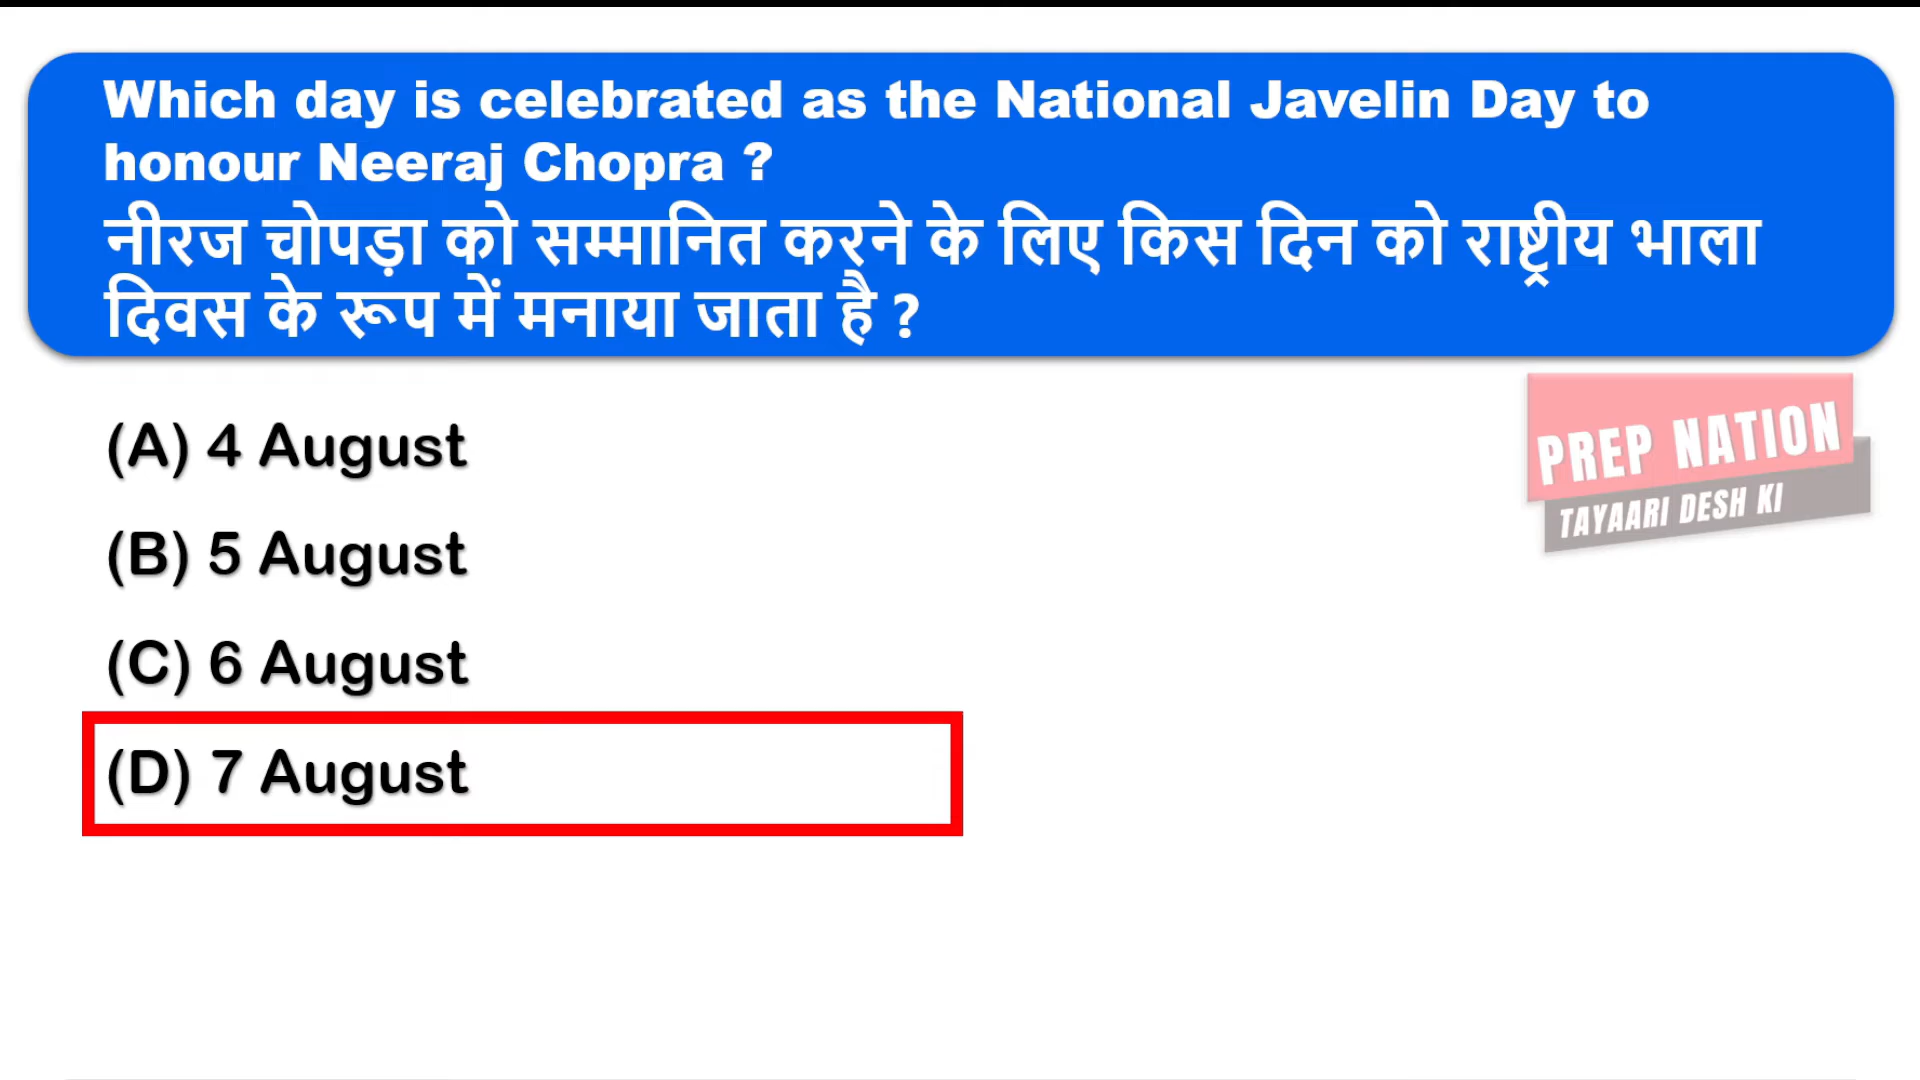 Which day is celebrated as the National Javelin Day to
honour Neeraj Chopra ?
नीरज चोपड़ा को सम्मानित करने के लिए किस दिन को राष्ट्रीय भाला
दिवस के रूप में मनाया जाता है ?
(A) 4 August
PREP NATION
TAYAARI DESH KI
(B) 5 August
(C) 6 August
(D) 7 August